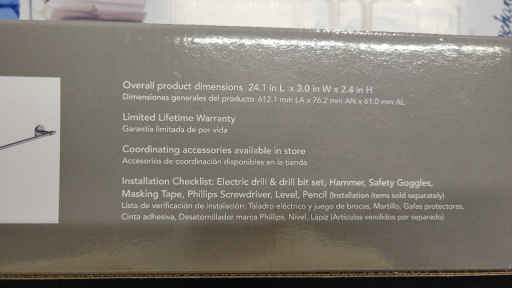 Overall product dimensions 24.1 in L x 3.0 in W x 2.4 in H
Dimensiones generales del producto 612.1 mm LA x 76.2 mm AN x 61.0 mm AL
Limited Lifetime Warranty
Garantía limitada de por vida
Coordinating accessories available in store
Accesorios de coordinación disponibles en la tienda
Installation Checklist: Electric drill & drill bit set, Hammer, Safety Goggles,
Masking Tape, Phillips Screwdriver, Level, Pencil (Installation items sold separately)
Lista de verificación de instalación: Taladro eléctrico y juego de brocas, Martillo, Gafas protectoras,
Cinta adhesiva, Desatornillador marca Phillips, Nivel, Lápiz (Artículos vendidos por separado)